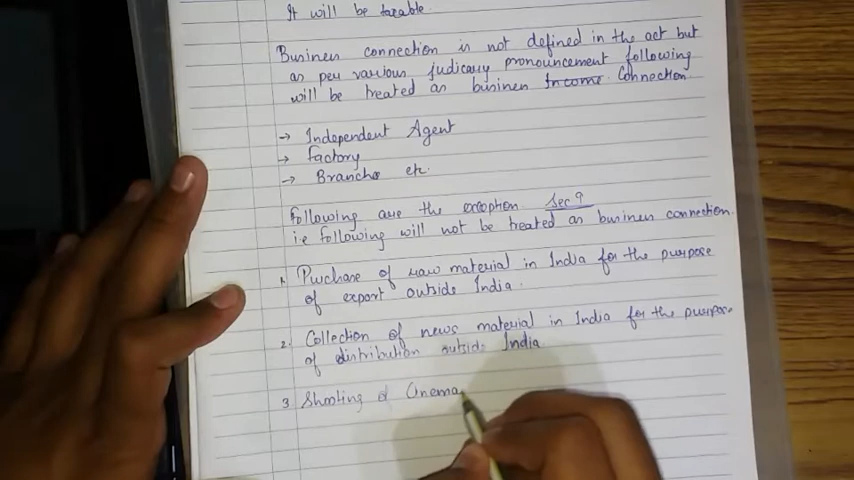 It will be taxable
Business connection is not defined in the act but
as per various judicary pronouncement following
will be treated as business Income Connection
→ Independent Agent
→ Factory
→ Branches etc.
following are the exception Sec 9
i.e following will not be treated as business connection.
1. Purchase of raw material in India for the purpose
of export outside India.
2. Collection of news material in India for the purpose
of distribution outside India
3. Shooting of Cinema